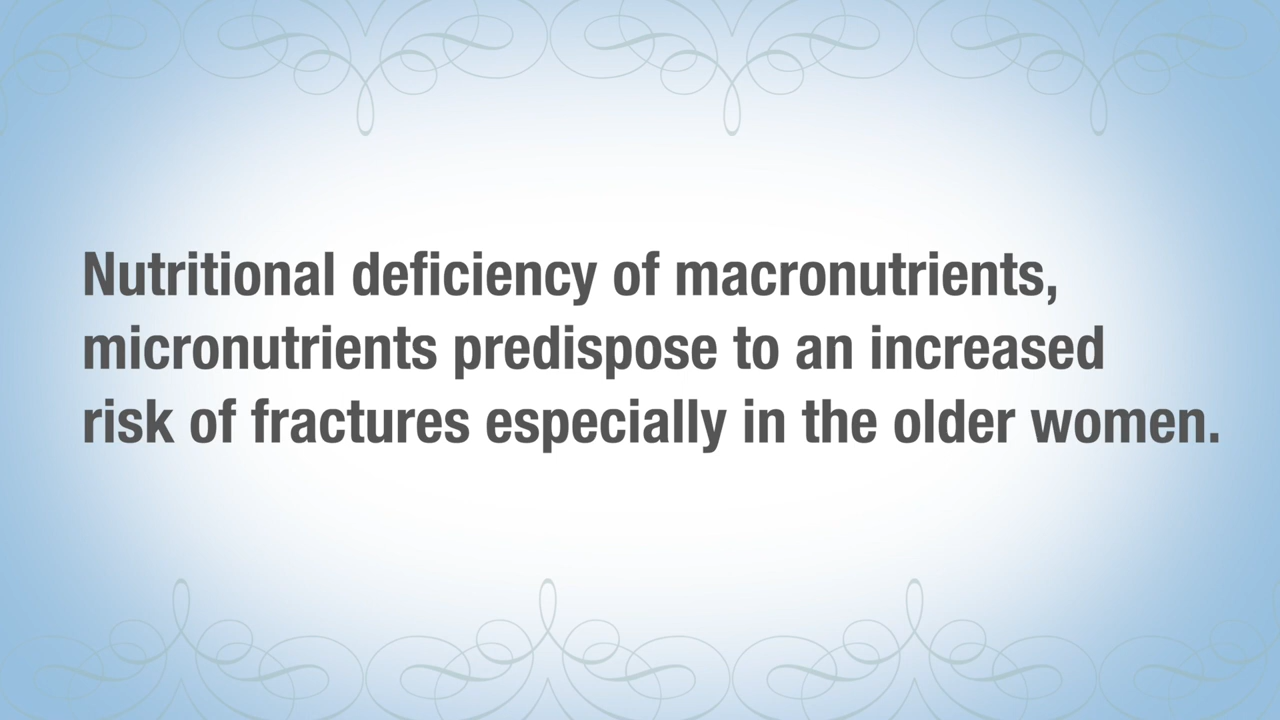 Nutritional deficiency of macronutrients,
micronutrients predispose to an increased
risk of fractures especially in the older women.